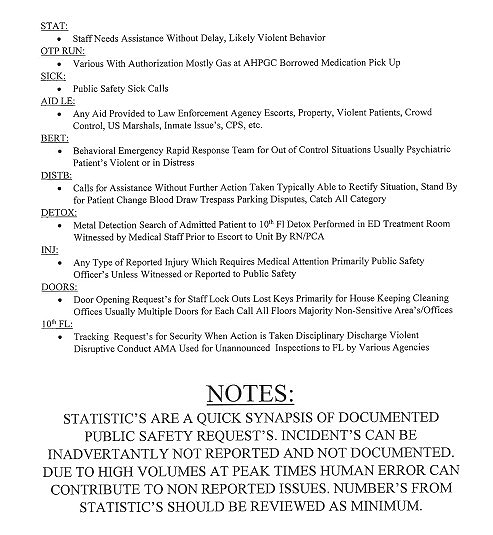 STAT:
• Staff Needs Assistance Without Delay, Likely Violent Behavior
OTP RUN:
• Various With Authorization Mostly Gas at AHPGC Borrowed Medication Pick Up
SICK:
• Public Safety Sick Calls
AID LE:
• Any Aid Provided to Law Enforcement Agency Escorts, Property, Violent Patients, Crowd
Control, US Marshals, Inmate Issue's, CPS, etc.
BERT:
• Behavioral Emergency Rapid Response Team for Out of Control Situations Usually Psychiatric
Patient's Violent or in Distress
DISTB:
• Calls for Assistance Without Further Action Taken Typically Able to Rectify Situation, Stand By
for Patient Change Blood Draw Trespass Parking Disputes, Catch All Category
DETOX:
• Metal Detection Search of Admitted Patient to 10th Fl Detox Performed in ED Treatment Room
Witnessed by Medical Staff Prior to Escort to Unit By RN/PCA
INJ:
• Any Type of Reported Injury Which Requires Medical Attention Primarily Public Safety
Officer's Unless Witnessed or Reported to Public Safety
DOORS:
• Door Opening Request's for Staff Lock Outs Lost Keys Primarily for House Keeping Cleaning
Offices Usually Multiple Doors for Each Call All Floors Majority Non-Sensitive Area's/Offices
10th FL:
• Tracking Request's for Security When Action is Taken Disciplinary Discharge Violent
Disruptive Conduct AMA Used for Unannounced Inspections to FL by Various Agencies
NOTES:
STATISTIC'S ARE A QUICK SYNAPSIS OF DOCUMENTED
PUBLIC SAFETY REQUEST'S. INCIDENT'S CAN BE
INADVERTANTLY NOT REPORTED AND NOT DOCUMENTED.
DUE TO HIGH VOLUMES AT PEAK TIMES HUMAN ERROR CAN
CONTRIBUTE TO NON REPORTED ISSUES. NUMBER'S FROM
STATISTIC'S SHOULD BE REVIEWED AS MINIMUM.